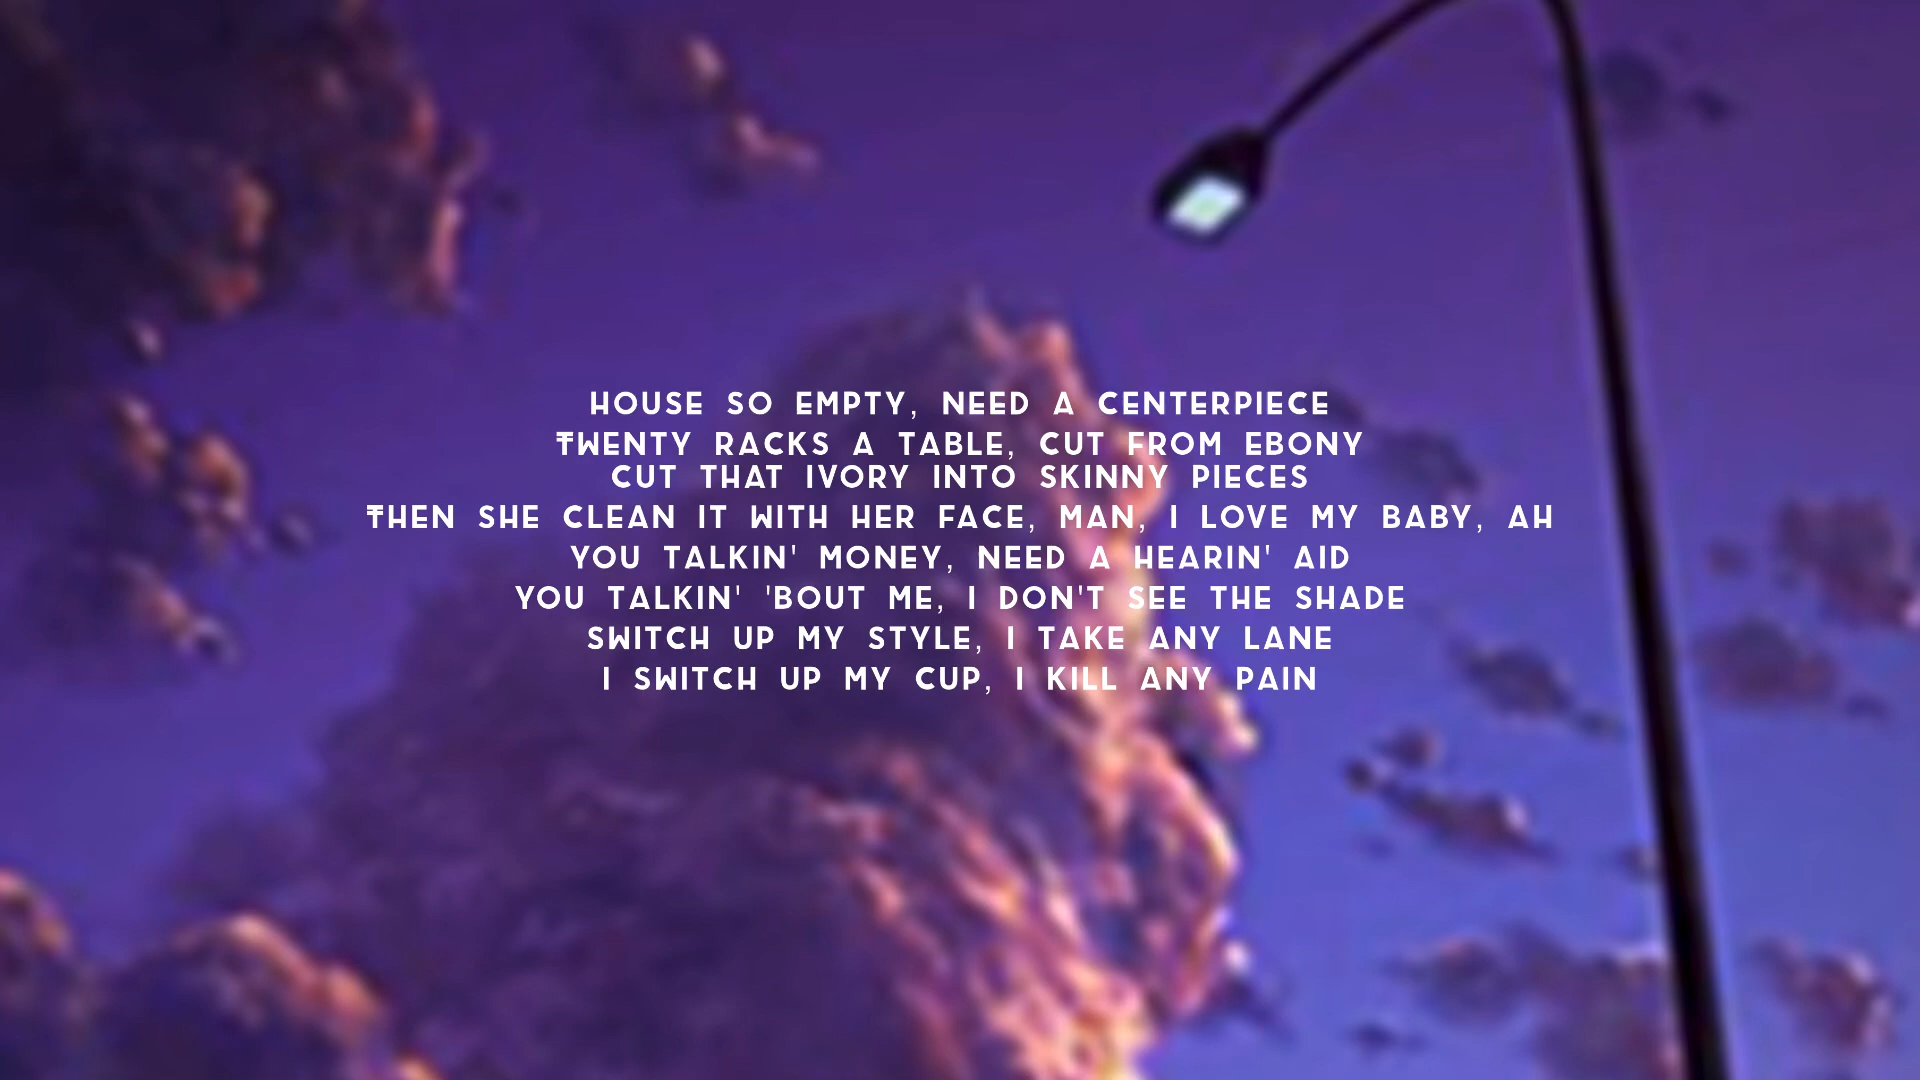 HOUSE SO EMPTY, NEED A CENTERPIECE
TWENTY RACKS A TABLE, CUT FROM EBONY
CUT THAT IVORY INTO SKINNY PIECES
THEN SHE CLEAN IT WITH HER FACE, MAN, I LOVE MY BABY, AH
YOU TALKIN' MONEY, NEED A HEARIN' AID
YOU TALKIN' 'BOUT ME, I DON'T SEE THE SHADE
SWITCH UP MY STYLE, I TAKE ANY LANE
I SWITCH UP MY CUP, I KILL ANY PAIN